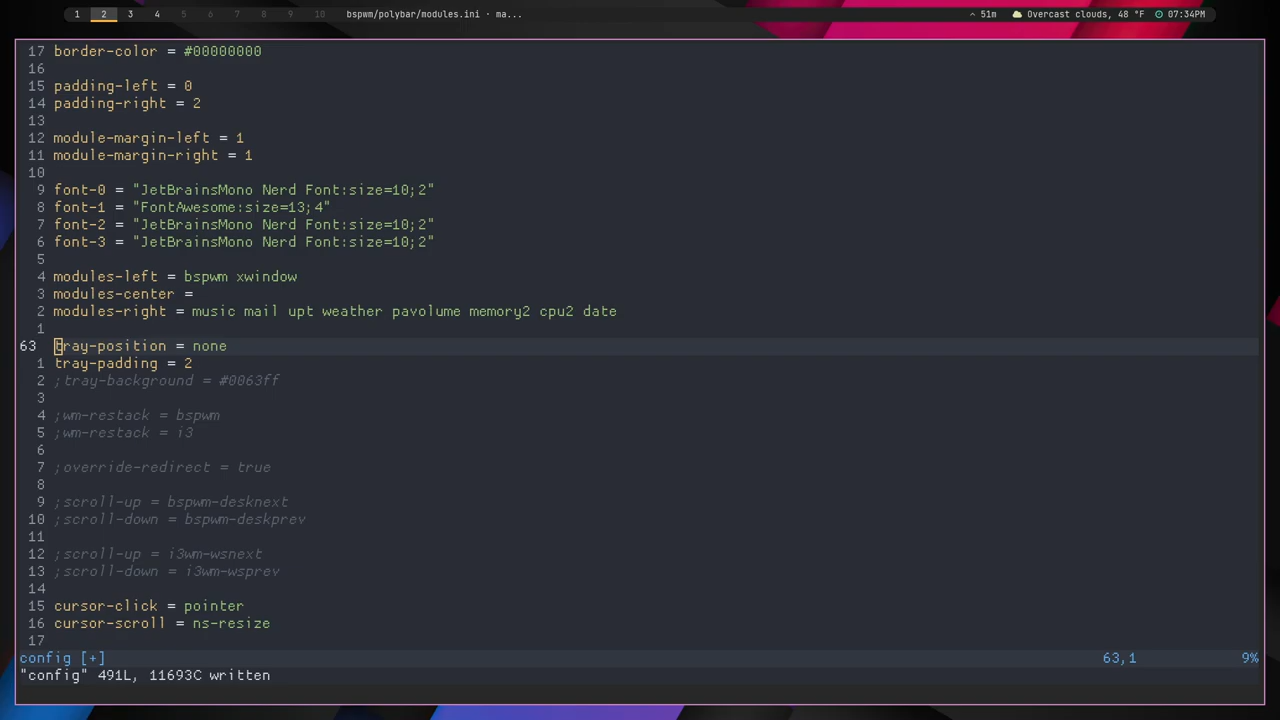 1 2 3 4 5 6 7 8 9 10 bspwm/polybar/modules.ini · ma... 51m Overcast clouds, 48 °F 07:34PM
17 border-color = #00000000
16
15 padding-left = 0
14 padding-right = 2
13
12 module-margin-left = 1
11 module-margin-right = 1
10
9 font-0 = "JetBrainsMono Nerd Font:size=10;2"
8 font-1 = "FontAwesome:size=13;4"
7 font-2 = "JetBrainsMono Nerd Font:size=10;2"
6 font-3 = "JetBrainsMono Nerd Font:size=10;2"
5
4 modules-left = bspwm xwindow
3 modules-center =
2 modules-right = music mail upt weather pavolume memory2 cpu2 date
1
63 tray-position = none
1 tray-padding = 2
2 ;tray-background = #0063ff
3
4 ;wm-restack = bspwm
5 ;wm-restack = i3
6
7 ;override-redirect = true
8
9 ;scroll-up = bspwm-desknext
10 ;scroll-down = bspwm-deskprev
11
12 ;scroll-up = i3wm-wsnext
13 ;scroll-down = i3wm-wsprev
14
15 cursor-click = pointer
16 cursor-scroll = ns-resize
17
config [+] 63,1 9%
"config" 491L, 11693C written